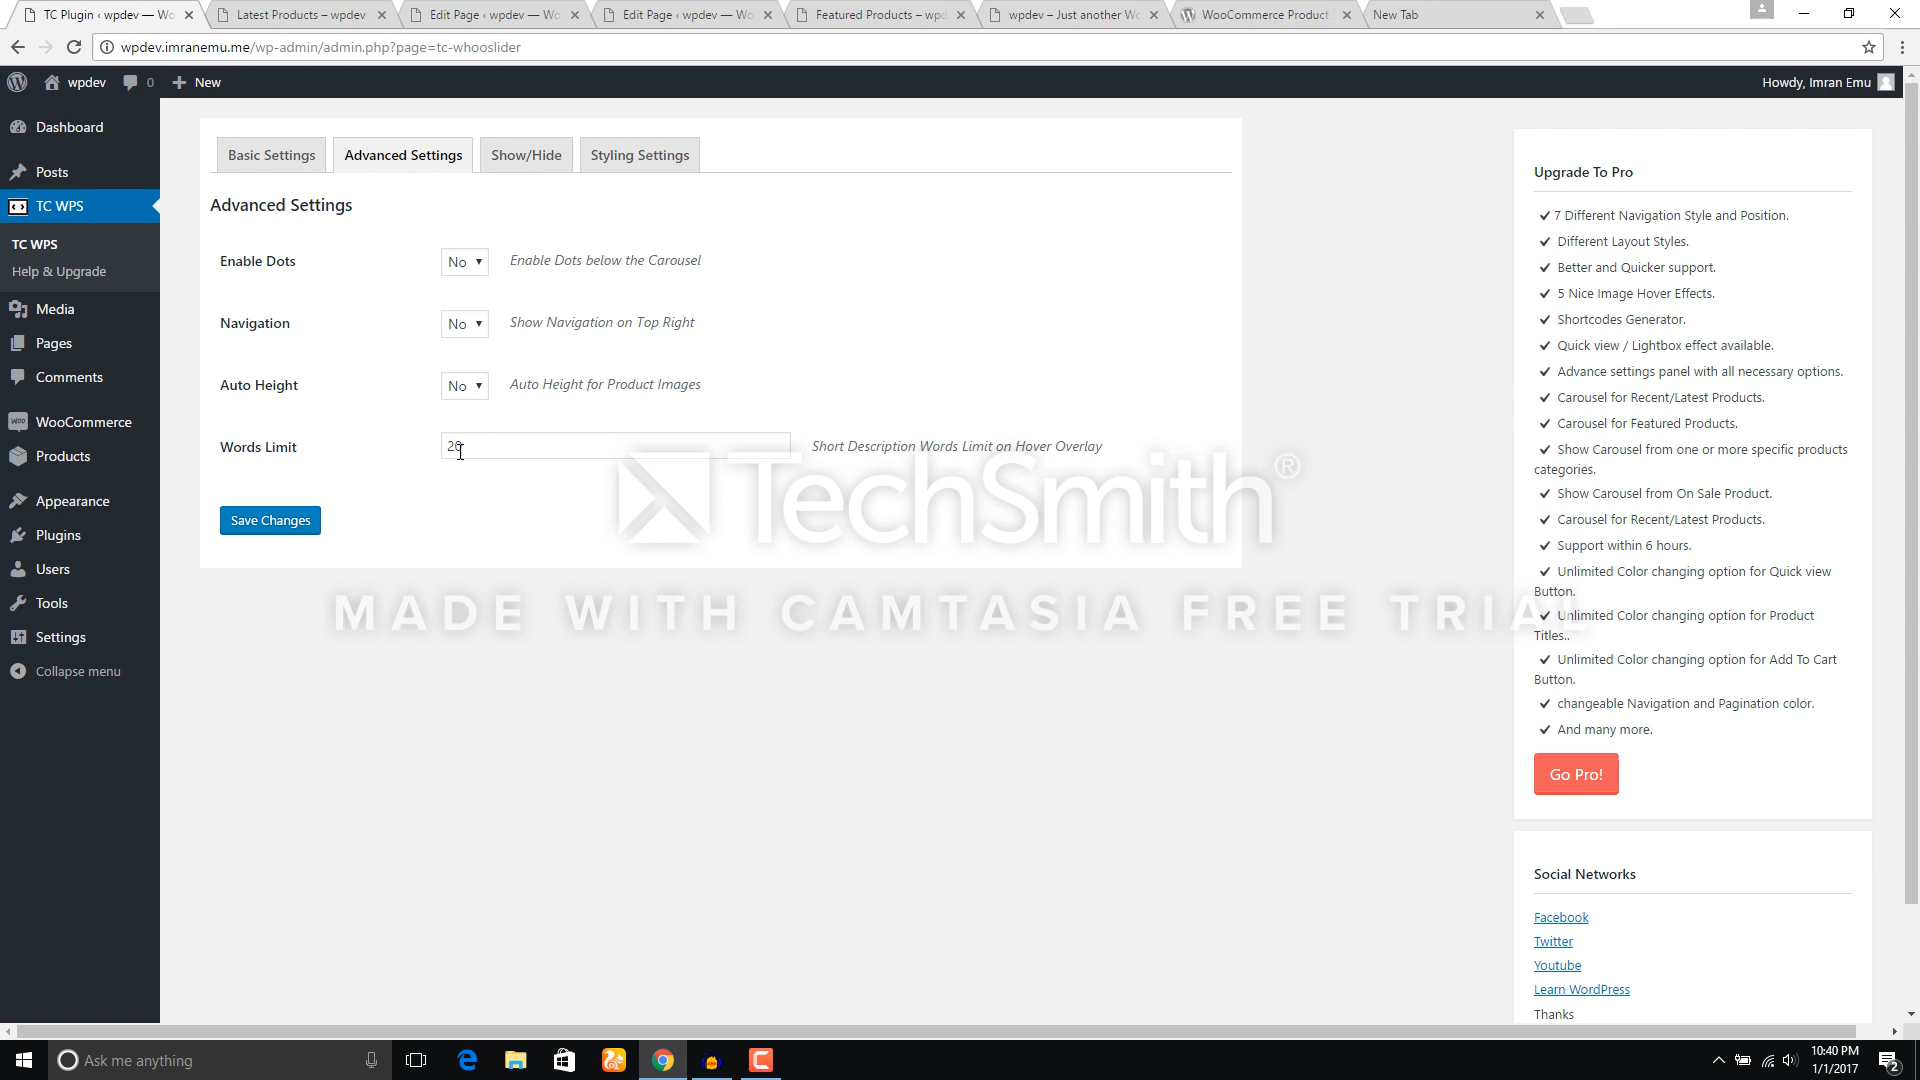 TC Plugin ‹ wpdev — Wo
Latest Products – wpdev
Edit Page ‹ wpdev — Wo
Edit Page ‹ wpdev — Wo
Featured Products – wpd
wpdev – Just another Wo
WooCommerce Product
New Tab
wpdev.imranemu.me/wp-admin/admin.php?page=tc-whooslider
wpdev
0
New
Howdy, Imran Emu
Dashboard
Posts
TC WPS
TC WPS
Help & Upgrade
Media
Pages
Comments
WooCommerce
Products
Appearance
Plugins
Users
Tools
Settings
Collapse menu
Basic Settings
Advanced Settings
Show/Hide
Styling Settings
Advanced Settings
Enable Dots
No
Enable Dots below the Carousel
Navigation
No
Show Navigation on Top Right
Auto Height
No
Auto Height for Product Images
Words Limit
20
Short Description Words Limit on Hover Overlay
Save Changes
TechSmith®
MADE WITH CAMTASIA FREE TRIAL
Upgrade To Pro
✔ 7 Different Navigation Style and Position.
✔ Different Layout Styles.
✔ Better and Quicker support.
✔ 5 Nice Image Hover Effects.
✔ Shortcodes Generator.
✔ Quick view / Lightbox effect available.
✔ Advance settings panel with all necessary options.
✔ Carousel for Recent/Latest Products.
✔ Carousel for Featured Products.
✔ Show Carousel from one or more specific products
categories.
✔ Show Carousel from On Sale Product.
✔ Carousel for Recent/Latest Products.
✔ Support within 6 hours.
✔ Unlimited Color changing option for Quick view
Button.
✔ Unlimited Color changing option for Product
Titles..
✔ Unlimited Color changing option for Add To Cart
Button.
✔ changeable Navigation and Pagination color.
✔ And many more.
Go Pro!
Social Networks
Facebook
Twitter
Youtube
Learn WordPress
Thanks
Ask me anything
10:40 PM
1/1/2017
2